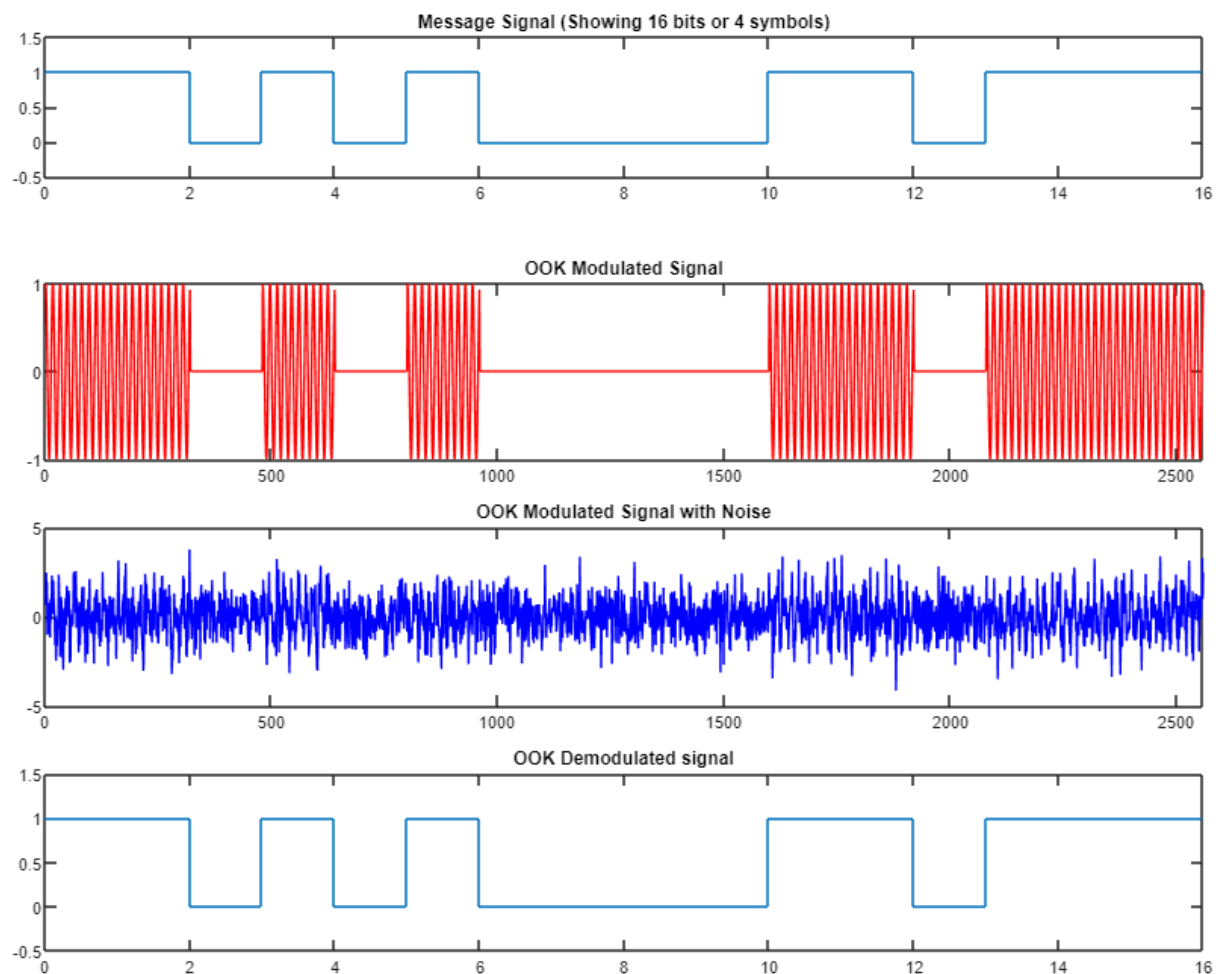 Message Signal (Showing 16 bits or 4 symbols)
1.5
1
0.5
0
-0.5
0 2 4 6 8 10 12 14 16
OOK Modulated Signal
1
0
-1
0 500 1000 1500 2000 2500
OOK Modulated Signal with Noise
5
0
-5
0 500 1000 1500 2000 2500
OOK Demodulated signal
1.5
1
0.5
0
-0.5
0 2 4 6 8 10 12 14 16